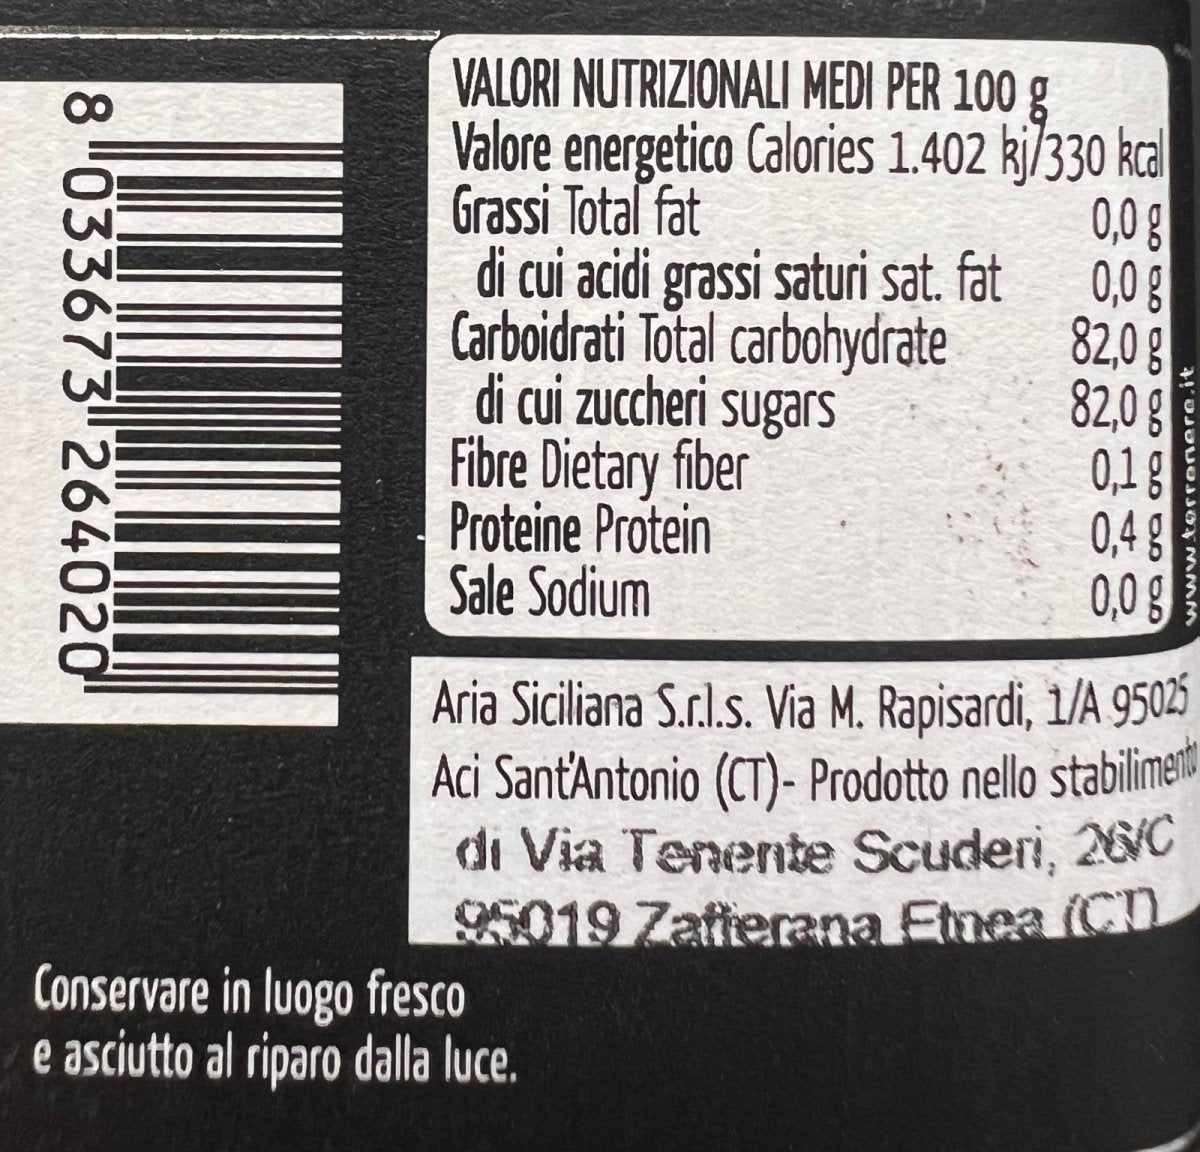 8 033673 264020
VALORI NUTRIZIONALI MEDI PER 100 g
Valore energetico Calories 1.402 kj/330 kcal
Grassi Total fat 0,0 g
di cui acidi grassi saturi sat. fat 0,0 g
Carboidrati Total carbohydrate 82,0 g
di cui zuccheri sugars 82,0 g
Fibre Dietary fiber 0,1 g
Proteine Protein 0,4 g
Sale Sodium 0,0 g
www.terronero.it
Aria Siciliana S.r.l.s. Via M. Rapisardi, 1/A 95025
Aci Sant'Antonio (CT)- Prodotto nello stabilimento
di Via Tenente Scuderi, 26/C
95019 Zafferana Etnea (CT)
Conservare in luogo fresco
e asciutto al riparo dalla luce.